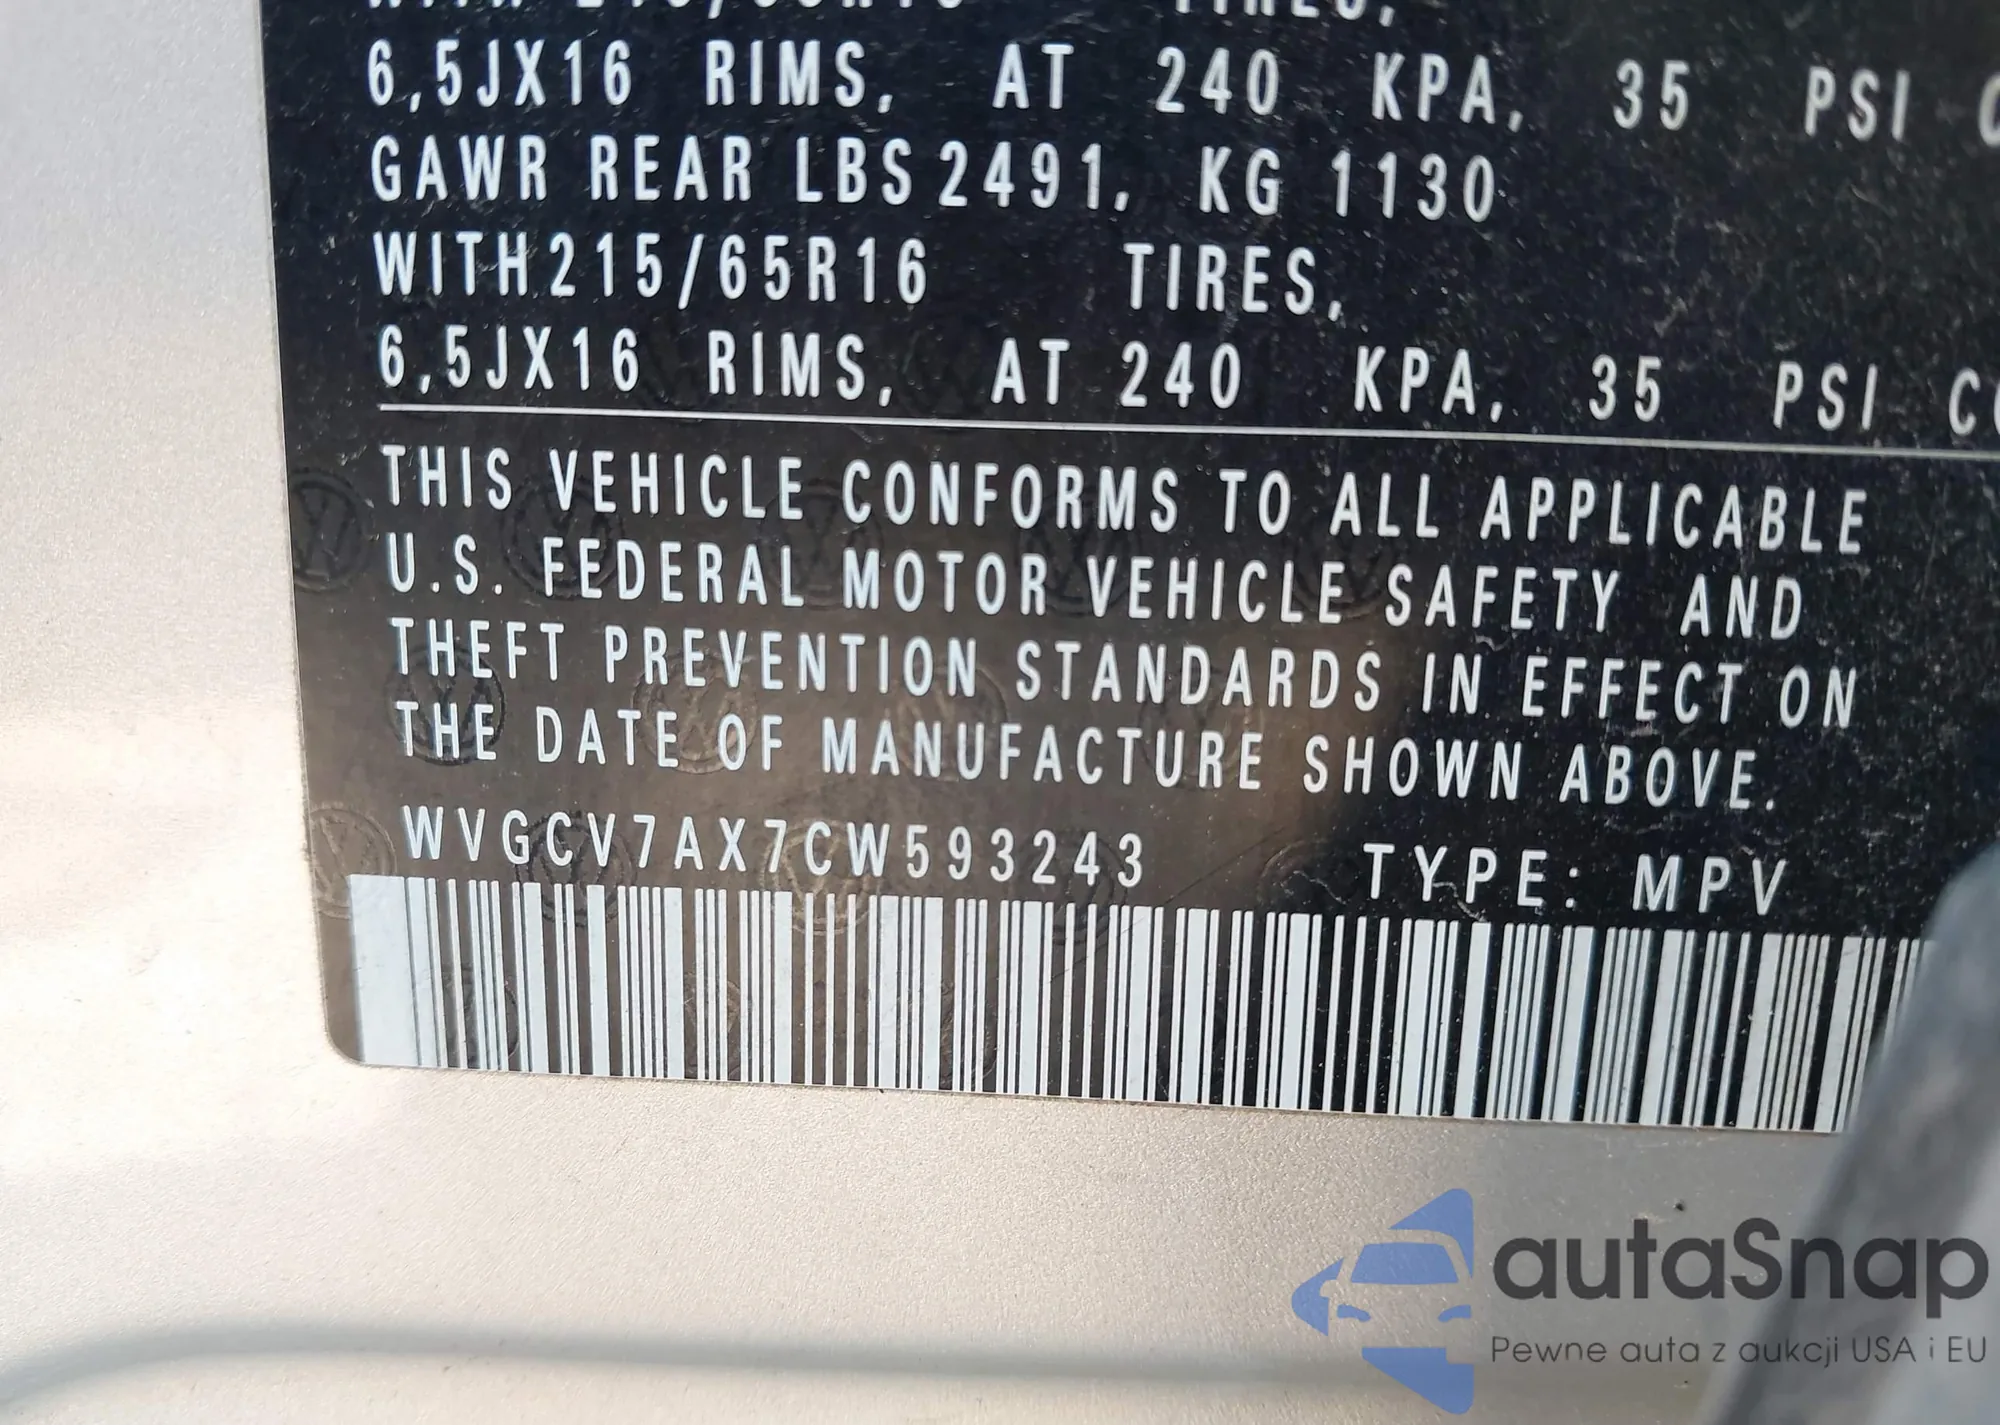 6,5JX16 RIMS, AT 240 KPA, 35 PSI C
GAWR REAR LBS 2491, KG 1130
WITH 215/65R16 TIRES,
6,5JX16 RIMS, AT 240 KPA, 35 PSI CO
THIS VEHICLE CONFORMS TO ALL APPLICABLE
U.S. FEDERAL MOTOR VEHICLE SAFETY AND
THEFT PREVENTION STANDARDS IN EFFECT ON
THE DATE OF MANUFACTURE SHOWN ABOVE.
WVGCV7AX7CW593243 TYPE: MPV
autaSnap
Pewne auta z aukcji USA i EU